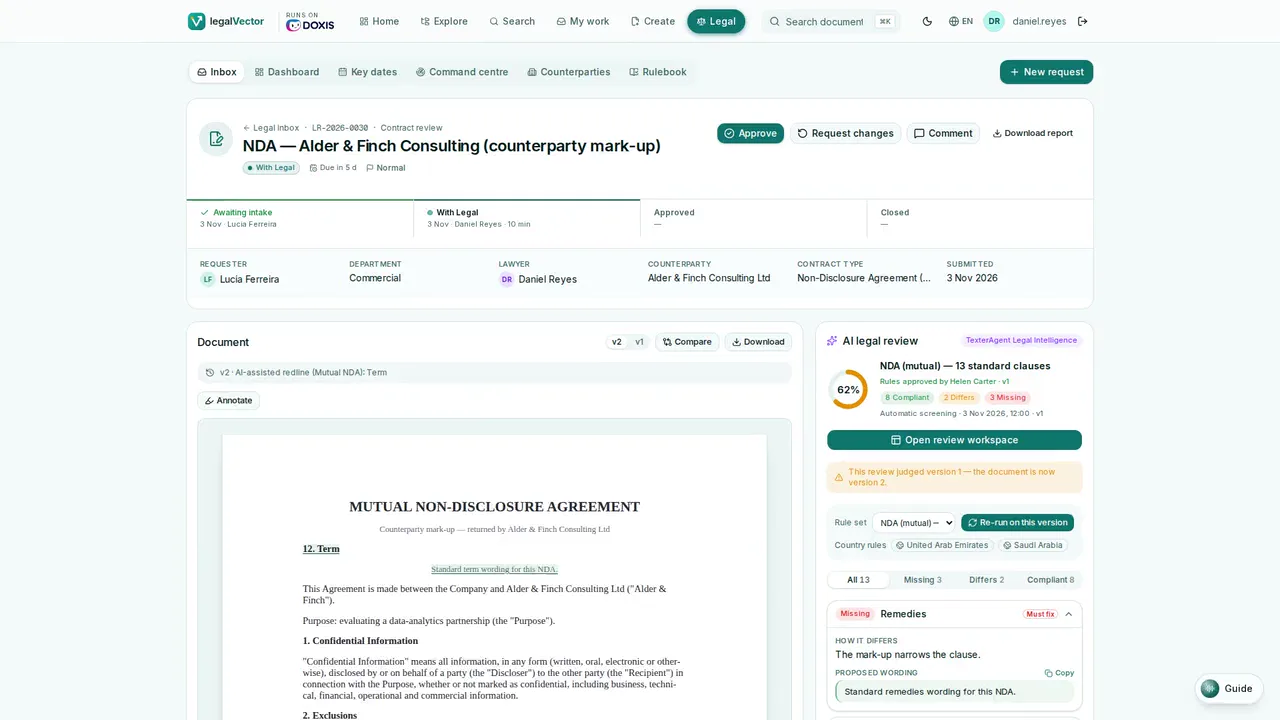 legalVector
RUNS ON
DOXIS
Home
Explore
Search
My work
Create
Legal
Search document
⌘K
EN
DR
daniel.reyes
Inbox
Dashboard
Key dates
Command centre
Counterparties
Rulebook
+ New request
← Legal inbox · LR-2026-0030 · Contract review
NDA — Alder & Finch Consulting (counterparty mark-up)
With Legal
Due in 5 d
Normal
Approve
Request changes
Comment
Download report
Awaiting intake
3 Nov · Lucia Ferreira
With Legal
3 Nov · Daniel Reyes · 10 min
Approved
—
Closed
—
REQUESTER
LF Lucia Ferreira
DEPARTMENT
Commercial
LAWYER
DR Daniel Reyes
COUNTERPARTY
Alder & Finch Consulting Ltd
CONTRACT TYPE
Non-Disclosure Agreement (...
SUBMITTED
3 Nov 2026
Document
v2
v1
Compare
Download
v2 · AI-assisted redline (Mutual NDA): Term
Annotate
MUTUAL NON-DISCLOSURE AGREEMENT
Counterparty mark-up — returned by Alder & Finch Consulting Ltd
12. Term
Standard term wording for this NDA.
This Agreement is made between the Company and Alder & Finch Consulting Ltd ("Alder &
Finch").
Purpose: evaluating a data-analytics partnership (the "Purpose").
1. Confidential Information
"Confidential Information" means all information, in any form (written, oral, electronic or other-
wise), disclosed by or on behalf of a party (the "Discloser") to the other party (the "Recipient") in
connection with the Purpose, whether or not marked as confidential, including business, techni-
cal, financial, operational and commercial information.
2. Exclusions
AI legal review
TexterAgent Legal Intelligence
62%
NDA (mutual) — 13 standard clauses
Rules approved by Helen Carter · v1
8 Compliant
2 Differs
3 Missing
Automatic screening · 3 Nov 2026, 12:00 · v1
Open review workspace
This review judged version 1 — the document is now
version 2.
Rule set
NDA (mutual) —
Re-run on this version
Country rules
United Arab Emirates
Saudi Arabia
All 13
Missing 3
Differs 2
Compliant 8
Missing
Remedies
Must fix
HOW IT DIFFERS
The mark-up narrows the clause.
PROPOSED WORDING
Copy
Standard remedies wording for this NDA.
Guide